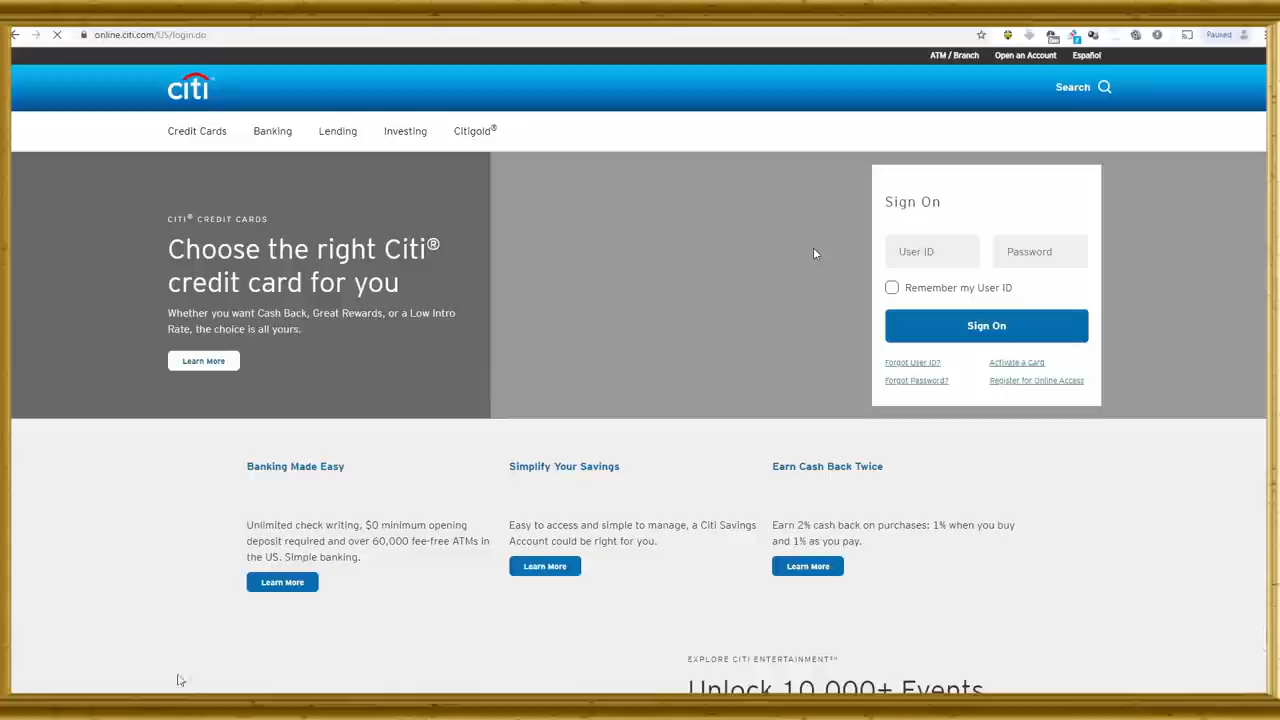 online.citi.com/US/login.do
Paused
ATM / Branch Open an Account Español
citi
Search
Credit Cards Banking Lending Investing Citigold®
CITI® CREDIT CARDS
Choose the right Citi®
credit card for you
Whether you want Cash Back, Great Rewards, or a Low Intro
Rate, the choice is all yours.
Learn More
Sign On
User ID Password
Remember my User ID
Sign On
Forgot User ID? Activate a Card
Forgot Password? Register for Online Access
Banking Made Easy
Unlimited check writing, $0 minimum opening
deposit required and over 60,000 fee-free ATMs in
the US. Simple banking.
Learn More
Simplify Your Savings
Easy to access and simple to manage, a Citi Savings
Account could be right for you.
Learn More
Earn Cash Back Twice
Earn 2% cash back on purchases: 1% when you buy
and 1% as you pay.
Learn More
EXPLORE CITI ENTERTAINMENT℠
Unlock 10,000+ Events